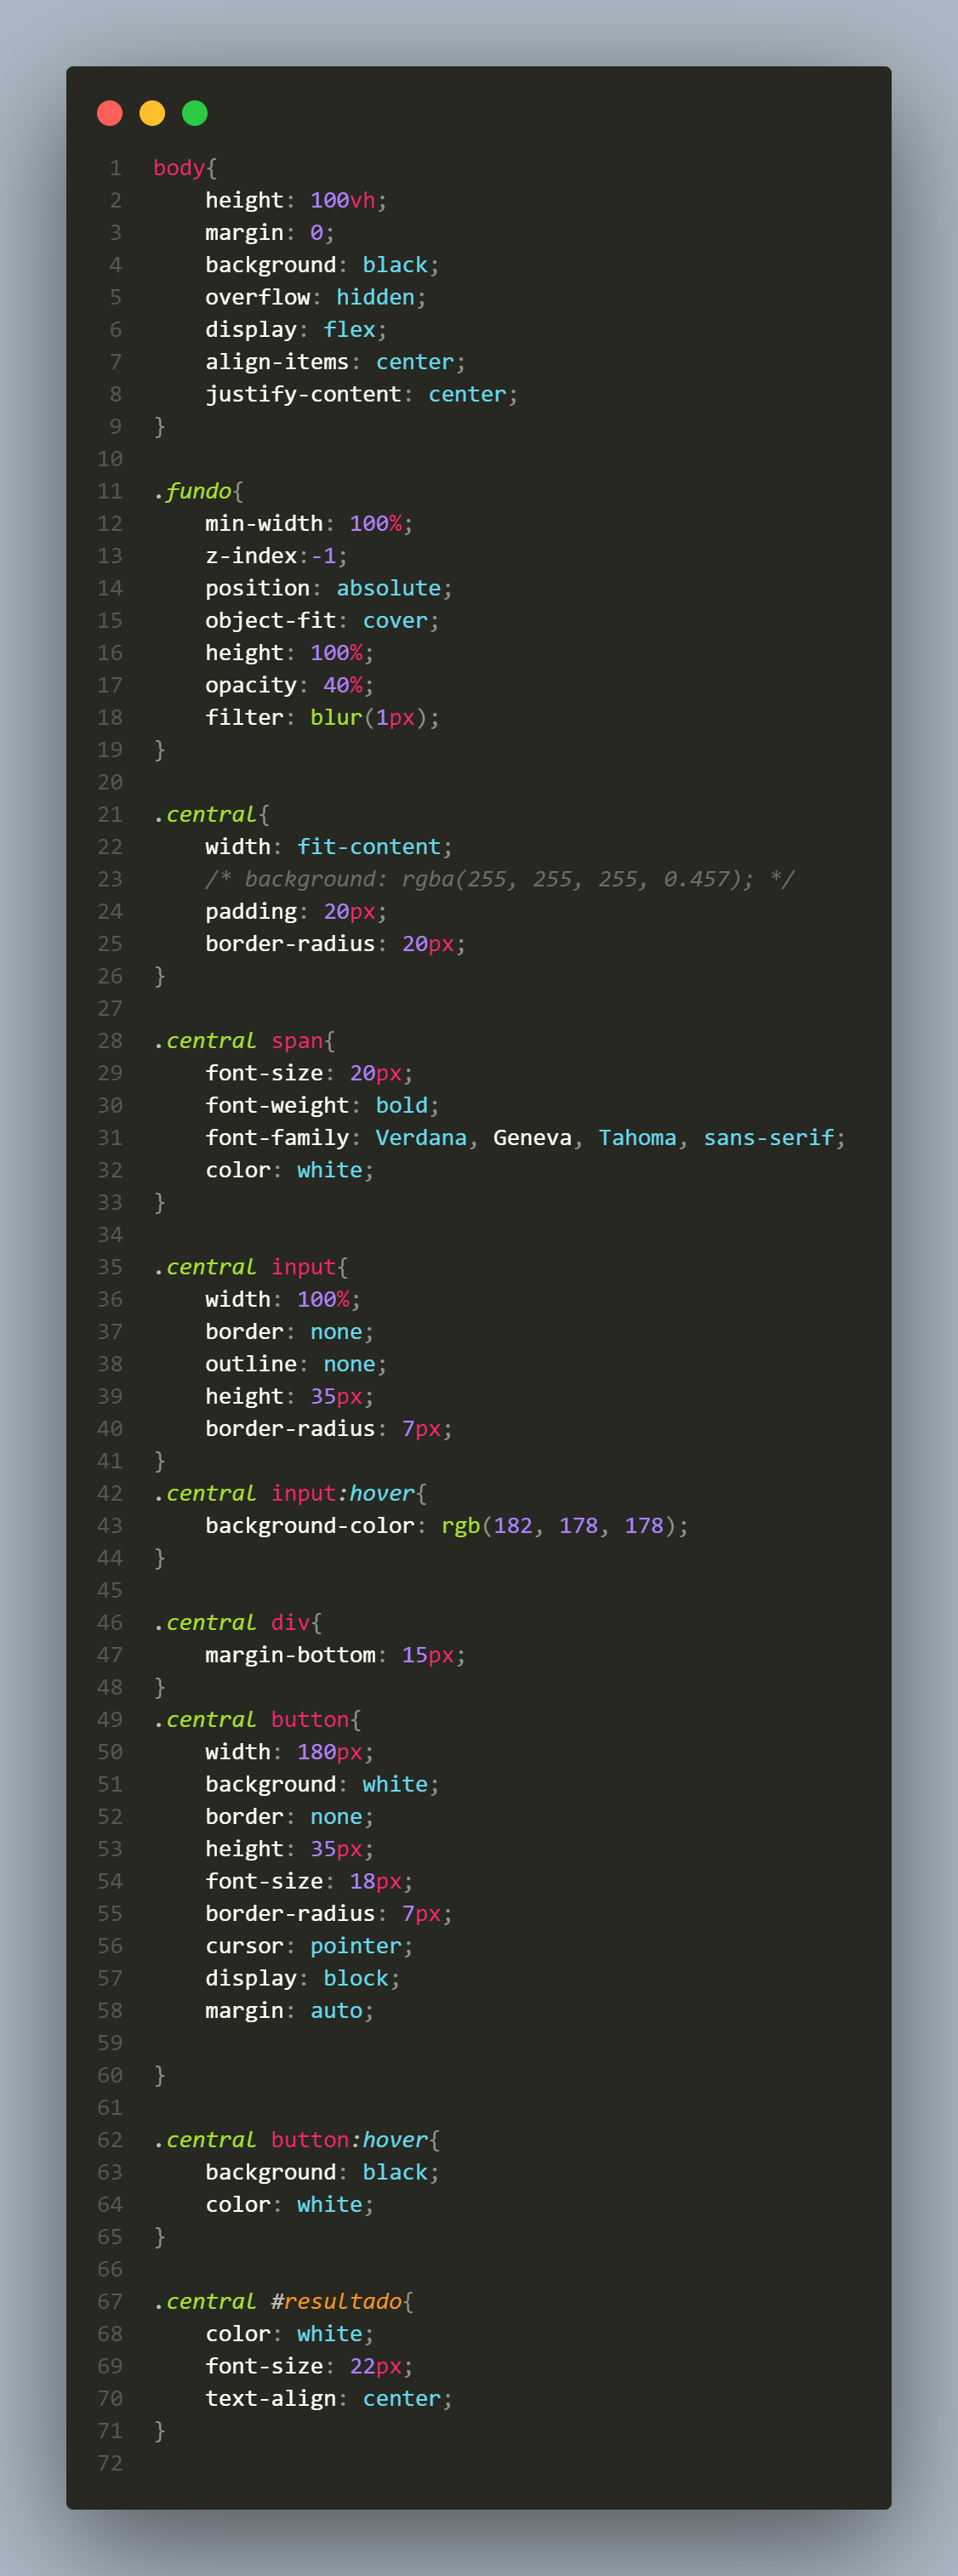 1 body{
2     height: 100vh;
3     margin: 0;
4     background: black;
5     overflow: hidden;
6     display: flex;
7     align-items: center;
8     justify-content: center;
9 }
10
11 .fundo{
12     min-width: 100%;
13     z-index:-1;
14     position: absolute;
15     object-fit: cover;
16     height: 100%;
17     opacity: 40%;
18     filter: blur(1px);
19 }
20
21 .central{
22     width: fit-content;
23     /* background: rgba(255, 255, 255, 0.457); */
24     padding: 20px;
25     border-radius: 20px;
26 }
27
28 .central span{
29     font-size: 20px;
30     font-weight: bold;
31     font-family: Verdana, Geneva, Tahoma, sans-serif;
32     color: white;
33 }
34
35 .central input{
36     width: 100%;
37     border: none;
38     outline: none;
39     height: 35px;
40     border-radius: 7px;
41 }
42 .central input:hover{
43     background-color: rgb(182, 178, 178);
44 }
45
46 .central div{
47     margin-bottom: 15px;
48 }
49 .central button{
50     width: 180px;
51     background: white;
52     border: none;
53     height: 35px;
54     font-size: 18px;
55     border-radius: 7px;
56     cursor: pointer;
57     display: block;
58     margin: auto;
59
60 }
61
62 .central button:hover{
63     background: black;
64     color: white;
65 }
66
67 .central #resultado{
68     color: white;
69     font-size: 22px;
70     text-align: center;
71 }
72